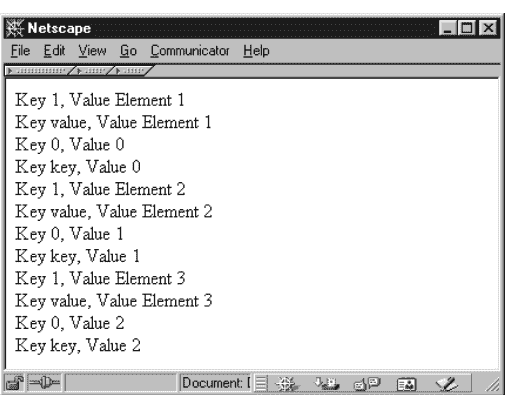 Netscape
File Edit View Go Communicator Help
Key 1, Value Element 1
Key value, Value Element 1
Key 0, Value 0
Key key, Value 0
Key 1, Value Element 2
Key value, Value Element 2
Key 0, Value 1
Key key, Value 1
Key 1, Value Element 3
Key value, Value Element 3
Key 0, Value 2
Key key, Value 2
Document: